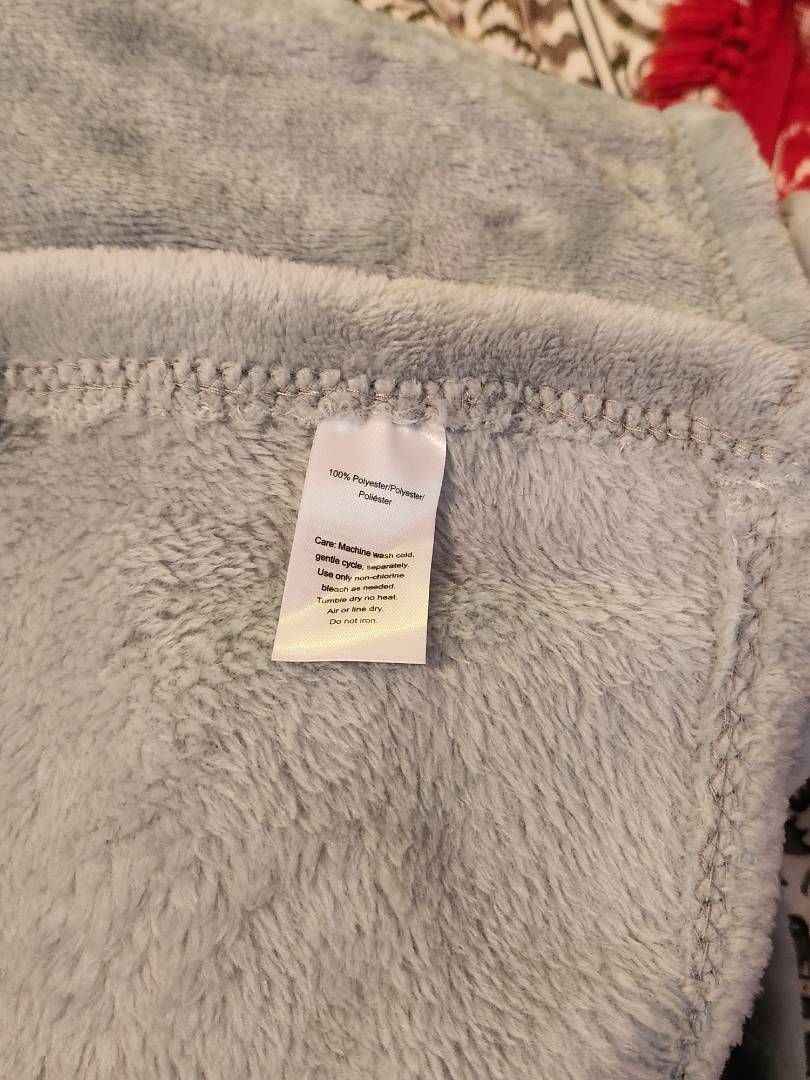 100% Polyester/Polyester/
Poliéster
Care: Machine wash cold,
gentle cycle, separately.
Use only non-chlorine
bleach as needed.
Tumble dry no heat.
Air or line dry.
Do not iron.